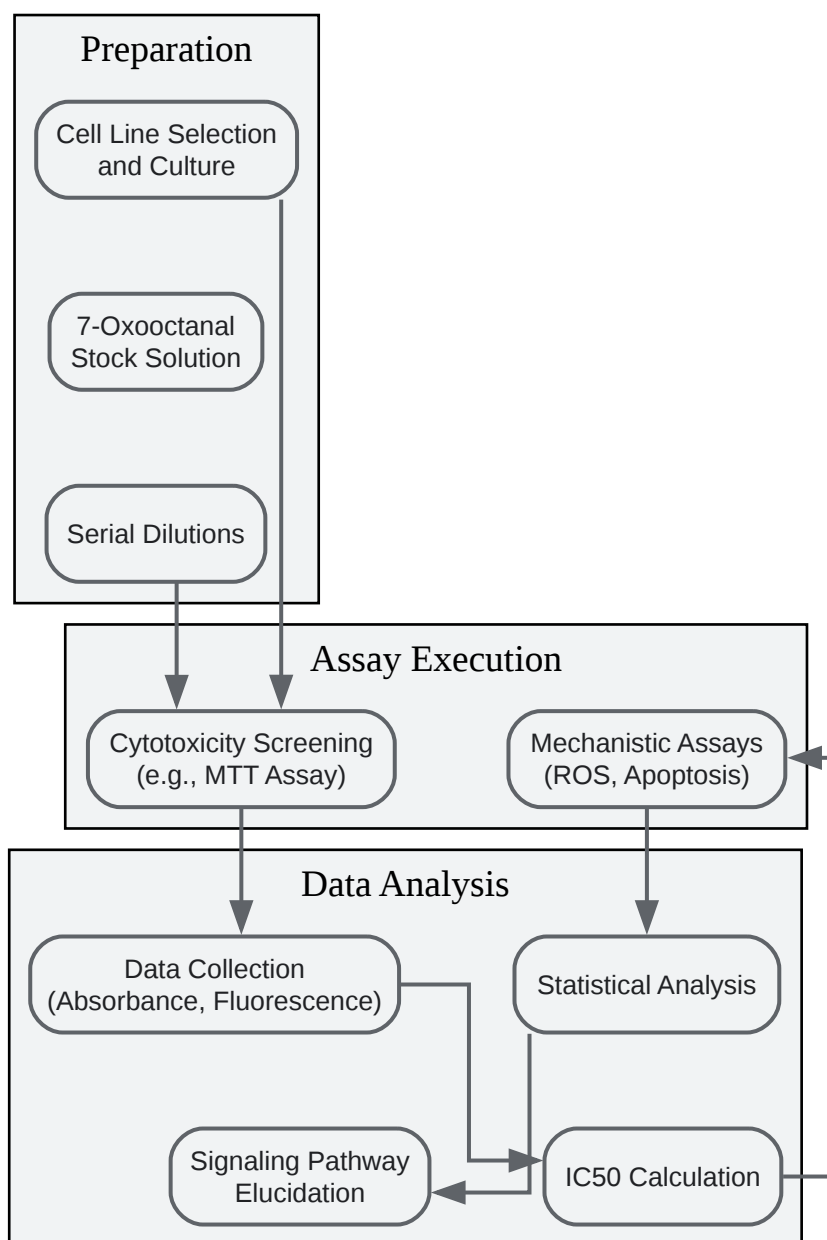 Preparation
Cell Line Selection
and Culture
7-Oxooctanal
Stock Solution
Serial Dilutions
Assay Execution
Cytotoxicity Screening
(e.g., MTT Assay)
Mechanistic Assays
(ROS, Apoptosis)
Data Analysis
Data Collection
(Absorbance, Fluorescence)
Statistical Analysis
Signaling Pathway
Elucidation
IC50 Calculation